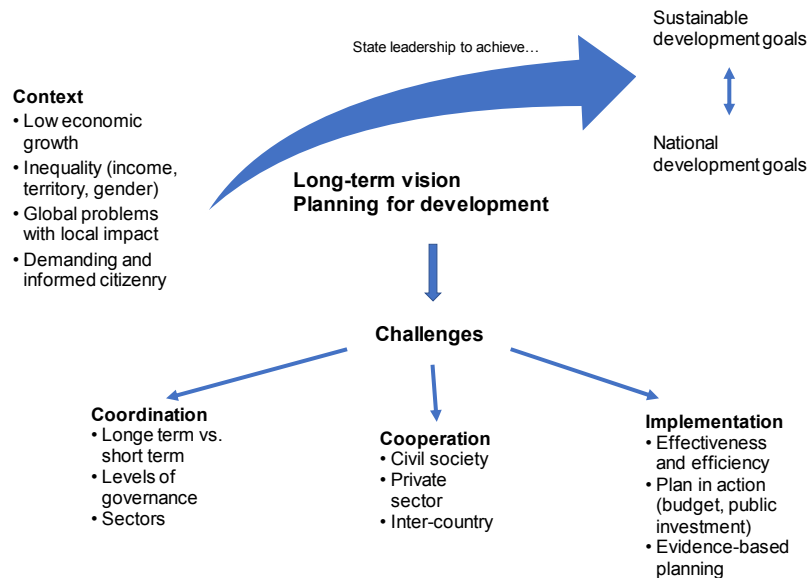 State leadership to achieve…
Sustainable
development goals
National
development goals
Context
• Low economic
growth
• Inequality (income,
territory, gender)
• Global problems
with local impact
• Demanding and
informed citizenry
Long-term vision
Planning for development
Challenges
Coordination
• Longe term vs.
short term
• Levels of
governance
• Sectors
Cooperation
• Civil society
• Private
sector
• Inter-country
Implementation
• Effectiveness
and efficiency
• Plan in action
(budget, public
investment)
• Evidence-based
planning